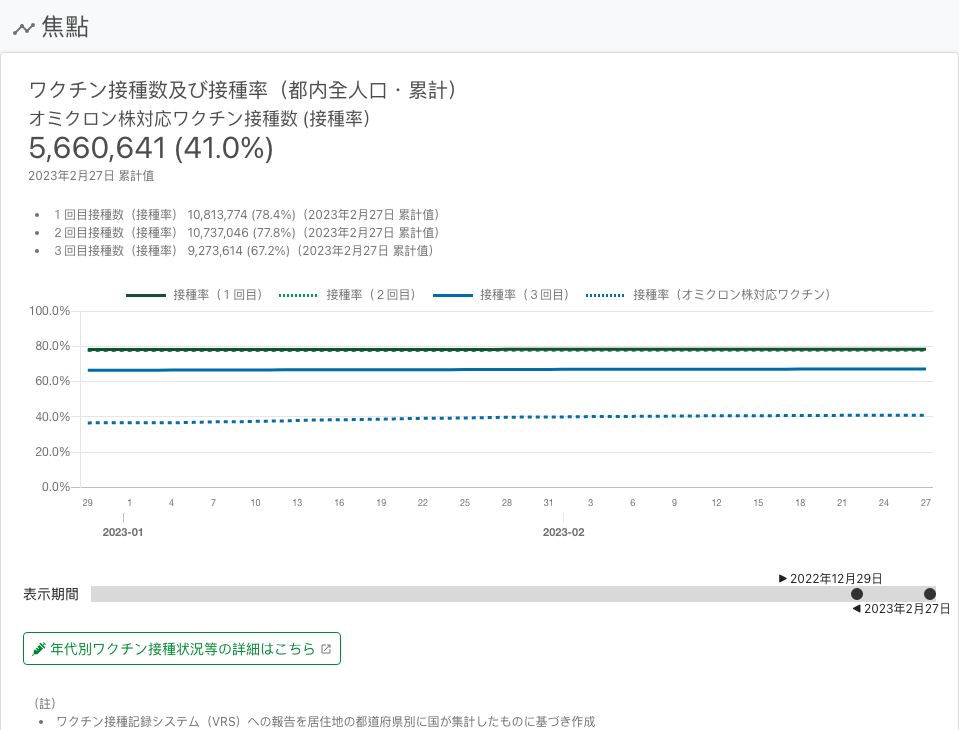 焦點
ワクチン接種数及び接種率（都内全人口・累計）
オミクロン株対応ワクチン接種数 (接種率)
5,660,641 (41.0%)
2023年2月27日 累計値
• １回目接種数（接種率） 10,813,774 (78.4%)（2023年2月27日 累計値）
• ２回目接種数（接種率） 10,737,046 (77.8%)（2023年2月27日 累計値）
• ３回目接種数（接種率） 9,273,614 (67.2%)（2023年2月27日 累計値）
接種率（１回目） 接種率（２回目） 接種率（３回目） 接種率（オミクロン株対応ワクチン）
100.0%
80.0%
60.0%
40.0%
20.0%
0.0%
29 1 4 7 10 13 16 19 22 25 28 31 3 6 9 12 15 18 21 24 27
2023-01 2023-02
▶ 2022年12月29日
表示期間
◀ 2023年2月27日
年代別ワクチン接種状況等の詳細はこちら
（註）
• ワクチン接種記録システム（VRS）への報告を居住地の都道府県別に国が集計したものに基づき作成